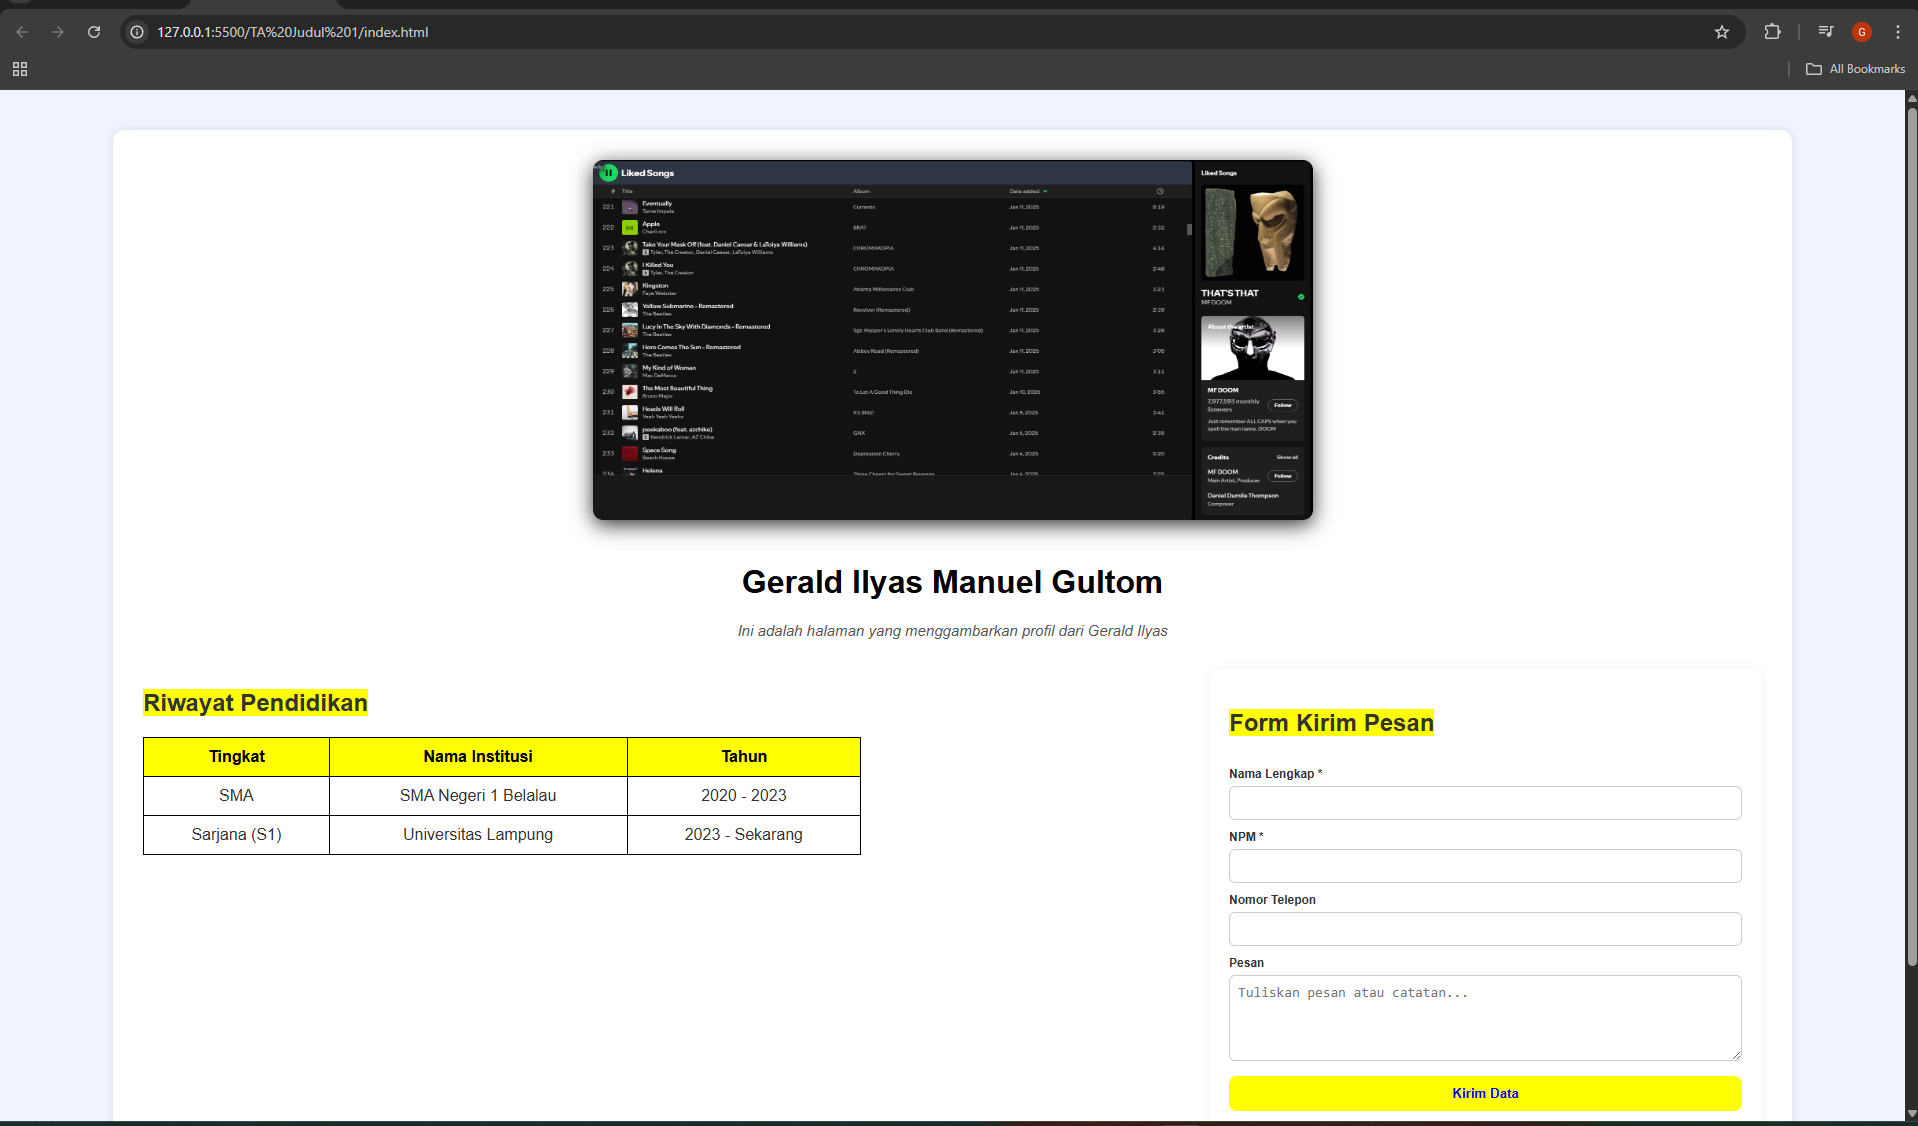 127.0.0.1:5500/TA%20Judul%201/index.html
G
All Bookmarks
Liked Songs
# Title Album Date added
221 Eventually Currents Jan 11, 2025 5:19
Tame Impala
222 Apple BRAT Jan 11, 2025 2:32
Charli xcx
223 Take Your Mask Off (feat. Daniel Caesar & LaToiya Williams) CHROMAKOPIA Jan 11, 2025 4:14
E Tyler, The Creator, Daniel Caesar, LaToiya Williams
224 I Killed You CHROMAKOPIA Jan 11, 2025 2:48
E Tyler, The Creator
225 Kingston Atlanta Millionaires Club Jan 11, 2025 3:23
Faye Webster
226 Yellow Submarine - Remastered Revolver (Remastered) Jan 11, 2025 2:39
The Beatles
227 Lucy In The Sky With Diamonds - Remastered Sgt. Pepper's Lonely Hearts Club Band (Remastered) Jan 11, 2025 3:28
The Beatles
228 Here Comes The Sun - Remastered Abbey Road (Remastered) Jan 11, 2025 3:06
The Beatles
229 My Kind of Woman 2 Jan 11, 2025 3:11
Mac DeMarco
230 The Most Beautiful Thing To Let A Good Thing Die Jan 10, 2025
Bruno Major
231 Heads Will Roll It's Blitz! Jan 9, 2025 3:41
Yeah Yeah Yeahs
232 peekaboo (feat. azchike) GNX Jan 5, 2025 2:36
E Kendrick Lamar, AZ Chike
233 Space Song Depression Cherry Jan 4, 2025 5:20
Beach House
234 Helena Three Cheers for Sweet Revenge Jan 4, 2025
Liked Songs
THAT'S THAT
MF DOOM
About the artist
MF DOOM
7,977,593 monthly
listeners
Follow
Just remember ALL CAPS when you
spell the man name. DOOM
Credits Show all
MF DOOM
Main Artist, Producer
Follow
Daniel Dumile Thompson
Composer
Gerald Ilyas Manuel Gultom
Ini adalah halaman yang menggambarkan profil dari Gerald Ilyas
Riwayat Pendidikan
Tingkat Nama Institusi Tahun
SMA SMA Negeri 1 Belalau 2020 - 2023
Sarjana (S1) Universitas Lampung 2023 - Sekarang
Form Kirim Pesan
Nama Lengkap *
NPM *
Nomor Telepon
Pesan
Tuliskan pesan atau catatan...
Kirim Data